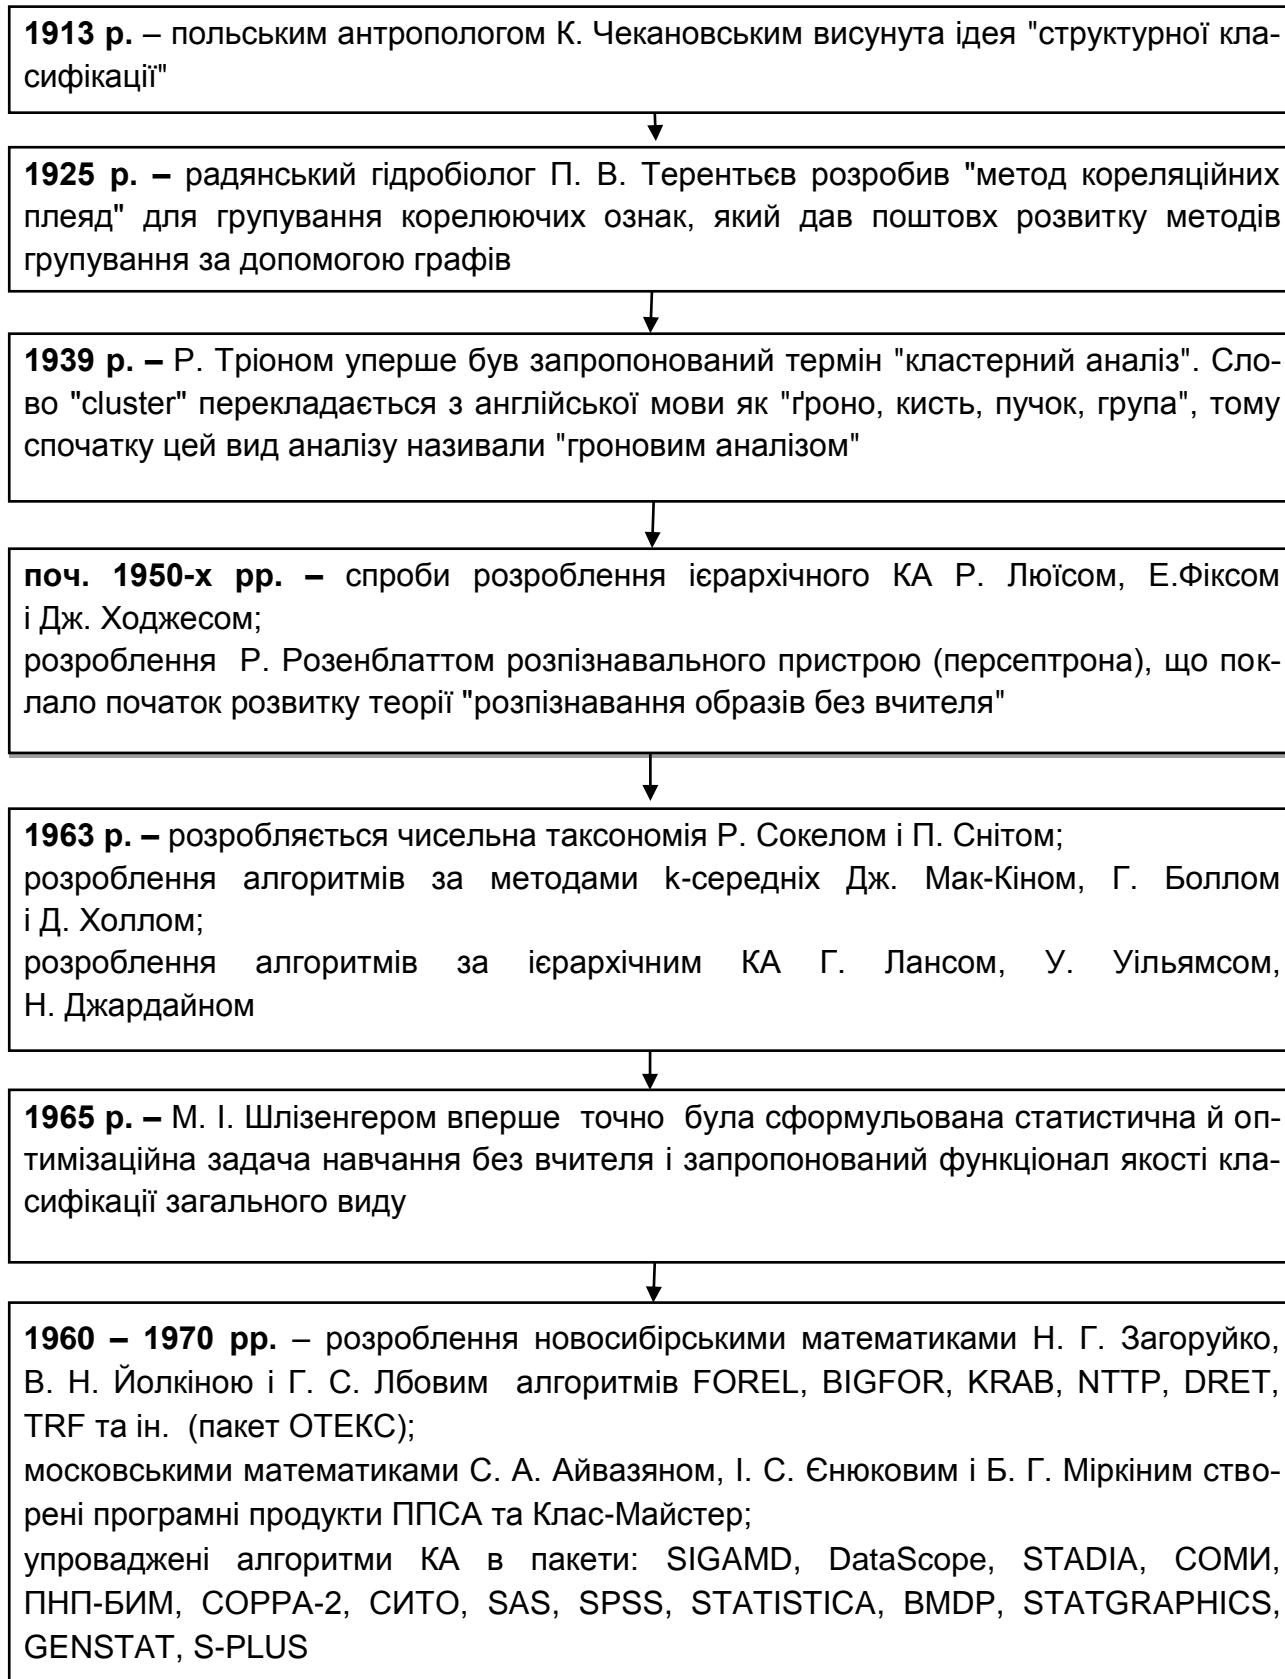 1913 р. – польським антропологом К. Чекановським висунута ідея "структурної кла-
сифікації"
1925 р. – радянський гідробіолог П. В. Терентьєв розробив "метод кореляційних
плеяд" для групування корелюючих ознак, який дав поштовх розвитку методів
групування за допомогою графів
1939 р. – Р. Тріоном уперше був запропонований термін "кластерний аналіз". Сло-
во "cluster" перекладається з англійської мови як "ґроно, кисть, пучок, група", тому
спочатку цей вид аналізу називали "гроновим аналізом"
поч. 1950-х рр. – спроби розроблення ієрархічного КА Р. Люїсом, Е.Фіксом
і Дж. Ходжесом;
розроблення Р. Розенблаттом розпізнавального пристрою (персептрона), що пок-
лало початок розвитку теорії "розпізнавання образів без вчителя"
1963 р. – розробляється чисельна таксономія Р. Сокелом і П. Снітом;
розроблення алгоритмів за методами k-середніх Дж. Мак-Кіном, Г. Боллом
і Д. Холлом;
розроблення алгоритмів за ієрархічним КА Г. Лансом, У. Уільямсом,
Н. Джардайном
1965 р. – М. І. Шлізенгером вперше точно була сформульована статистична й оп-
тимізаційна задача навчання без вчителя і запропонований функціонал якості кла-
сифікації загального виду
1960 – 1970 рр. – розроблення новосибірськими математиками Н. Г. Загоруйко,
В. Н. Йолкіною і Г. С. Лбовим алгоритмів FOREL, BIGFOR, KRAB, NTTP, DRET,
TRF та ін. (пакет ОТЕКС);
московськими математиками С. А. Айвазяном, І. С. Єнюковим і Б. Г. Міркіним ство-
рені програмні продукти ППСА та Клас-Майстер;
упроваджені алгоритми КА в пакети: SIGAMD, DataScope, STADIA, СОМИ,
ПНП-БИМ, СОРРА-2, СИТО, SAS, SPSS, STATISTICA, BMDP, STATGRAPHICS,
GENSTAT, S-PLUS